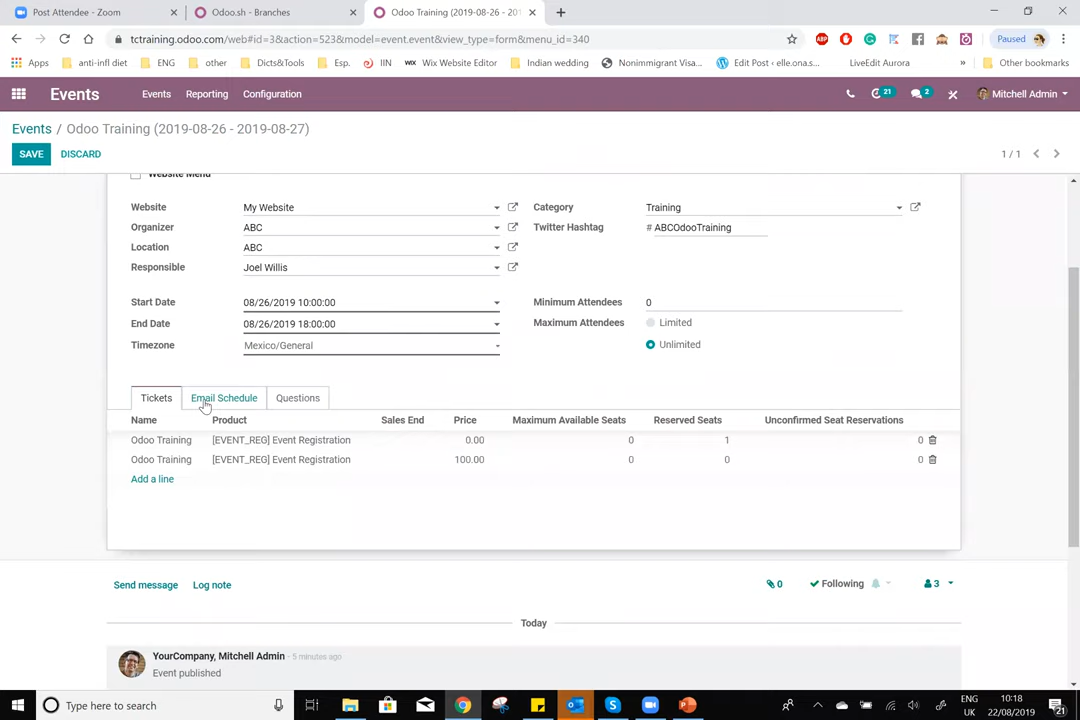 Post Attendee - Zoom
Odoo.sh - Branches
Odoo Training (2019-08-26 - 201
tctraining.odoo.com/web#id=3&action=523&model=event.event&view_type=form&menu_id=340
Paused
Apps
anti-infl diet
ENG
other
Dicts&Tools
Esp.
IIN
Wix Website Editor
Indian wedding
Nonimmigrant Visa...
Edit Post ‹ elle.ona.s...
LiveEdit Aurora
»
Other bookmarks
Events
Events
Reporting
Configuration
21
2
Mitchell Admin
Events / Odoo Training (2019-08-26 - 2019-08-27)
SAVE
DISCARD
1 / 1
Website Menu
Website
My Website
Category
Training
Organizer
ABC
Twitter Hashtag
# ABCOdooTraining
Location
ABC
Responsible
Joel Willis
Start Date
08/26/2019 10:00:00
Minimum Attendees
0
End Date
08/26/2019 18:00:00
Maximum Attendees
Limited
Timezone
Mexico/General
Unlimited
Tickets
Email Schedule
Questions
Name
Product
Sales End
Price
Maximum Available Seats
Reserved Seats
Unconfirmed Seat Reservations
Odoo Training
[EVENT_REG] Event Registration
0.00
0
1
0
Odoo Training
[EVENT_REG] Event Registration
100.00
0
0
0
Add a line
Send message
Log note
0
Following
3
Today
YourCompany, Mitchell Admin - 5 minutes ago
Event published
Type here to search
ENG
UK
10:18
22/08/2019
21